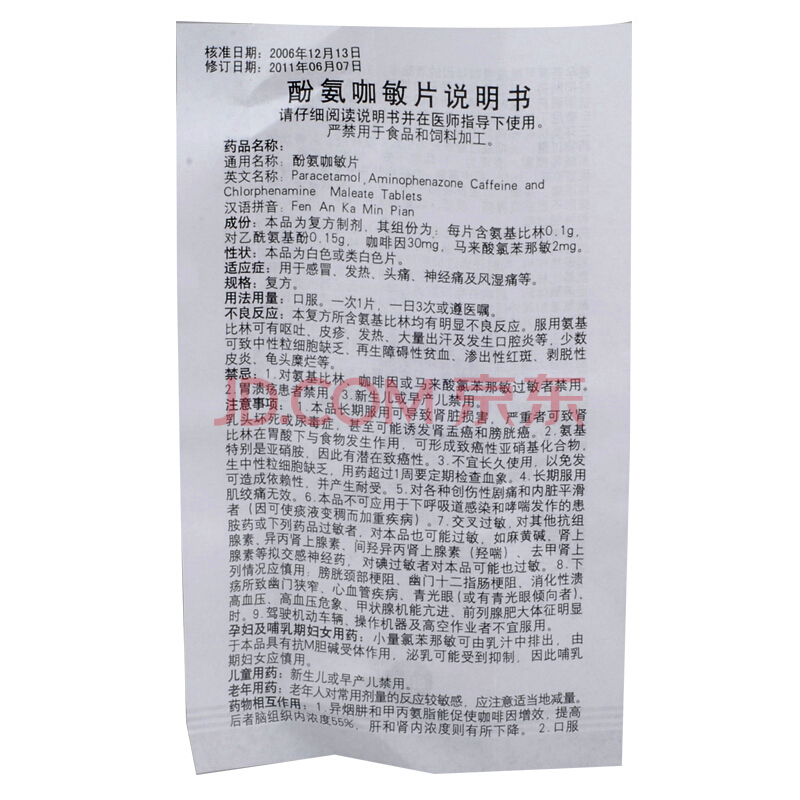 核准日期：2006年12月13日
修订日期：2011年06月07日
酚氨咖敏片说明书
请仔细阅读说明书并在医师指导下使用。
严禁用于食品和饲料加工。
药品名称：
通用名称：酚氨咖敏片
英文名称：Paracetamol,Aminophenazone Caffeine and
Chlorphenamine Maleate Tablets
汉语拼音：Fen An Ka Min Pian
成份：本品为复方制剂，其组份为：每片含氨基比林0.1g，
对乙酰氨基酚0.15g，咖啡因30mg，马来酸氯苯那敏2mg。
性状：本品为白色或类白色片。
适应症：用于感冒、发热、头痛、神经痛及风湿痛等。
规格：复方。
用法用量：口服。一次1片，一日3次或遵医嘱。
不良反应：本复方所含氨基比林均有明显不良反应。服用氨基
比林可有呕吐、皮疹、发热、大量出汗及发生口腔炎等，少数
可致中性粒细胞缺乏、再生障碍性贫血、渗出性红斑、剥脱性
皮炎、龟头糜烂等。
禁忌：1.对氨基比林、咖啡因或马来酸氯苯那敏过敏者禁用。
2.胃溃疡患者禁用。3.新生儿或早产儿禁用。
JD.COM 京东
注意事项：1.本品长期服用可导致肾脏损害，严重者可致肾
乳头坏死或尿毒症，甚至可能诱发肾盂癌和膀胱癌。2.氨基
比林在胃酸下与食物发生作用，可形成致癌性亚硝基化合物，
特别是亚硝胺，因此有潜在致癌性。3.不宜长久使用，以免发
生中性粒细胞缺乏，用药超过1周要定期检查血象。4.长期服用
可造成依赖性，并产生耐受。5.对各种创伤性剧痛和内脏平滑
肌绞痛无效。6.本品不可应用于下呼吸道感染和哮喘发作的患
者（因可使痰液变稠而加重疾病）。7.交叉过敏，对其他抗组
胺药或下列药品过敏者，对本品也可能过敏，如麻黄碱、肾上
腺素、异丙肾上腺素、间羟异丙肾上腺素（羟喘）、去甲肾上
腺素等拟交感神经药，对碘过敏者对本品可能也过敏。8.下
列情况应慎用：膀胱颈部梗阻、幽门十二指肠梗阻、消化性溃
疡所致幽门狭窄、心血管疾病、青光眼(或有青光眼倾向者)、
高血压、高血压危象、甲状腺机能亢进、前列腺肥大体征明显
时。9.驾驶机动车辆、操作机器及高空作业者不宜服用。
孕妇及哺乳期妇女用药：小量氯苯那敏可由乳汁中排出，由
于本品具有抗M胆碱受体作用，泌乳可能受到抑制，因此哺乳
期妇女应慎用。
儿童用药：新生儿或早产儿禁用。
老年用药：老年人对常用剂量的反应较敏感，应注意适当地减量。
药物相互作用：1.异烟肼和甲丙氨脂能促使咖啡因增效，提高
后者脑组织内浓度55%，肝和肾内浓度则有所下降。2.口服